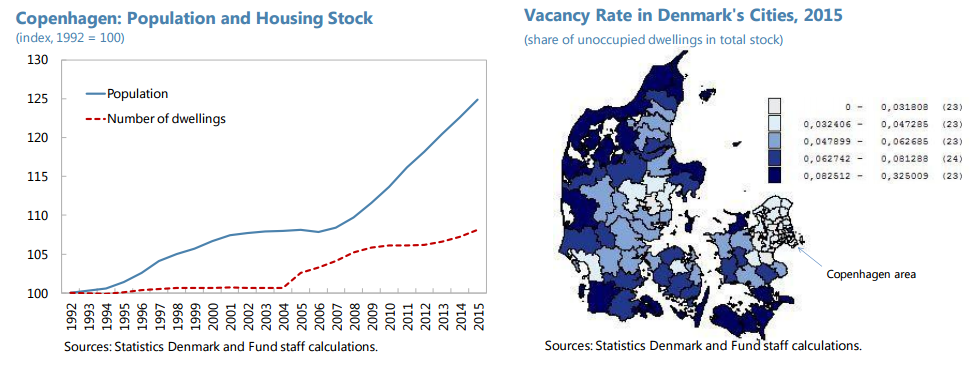 Copenhagen: Population and Housing Stock
(index, 1992 = 100)
130
125
120
115
110
105
100
Population
Number of dwellings
1992 1993 1994 1995 1996 1997 1998 1999 2000 2001 2002 2003 2004 2005 2006 2007 2008 2009 2010 2011 2012 2013 2014 2015
Sources: Statistics Denmark and Fund staff calculations.
Vacancy Rate in Denmark's Cities, 2015
(share of unoccupied dwellings in total stock)
0 – 0,031808 (23)
0,032406 – 0,047285 (23)
0,047899 – 0,062685 (23)
0,062742 – 0,081288 (24)
0,082512 – 0,325009 (23)
Copenhagen area
Sources: Statistics Denmark and Fund staff calculations.